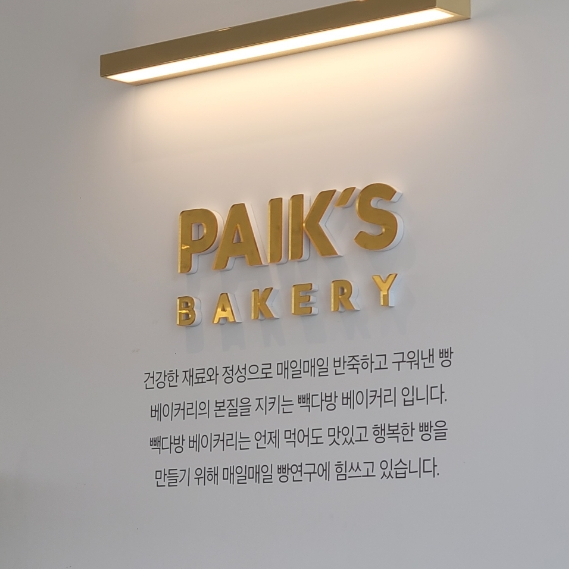 PAIK'S
BAKERY
건강한 재료와 정성으로 매일매일 반죽하고 구워낸 빵
베이커리의 본질을 지키는 빽다방 베이커리 입니다.
빽다방 베이커리는 언제 먹어도 맛있고 행복한 빵을
만들기 위해 매일매일 빵연구에 힘쓰고 있습니다.